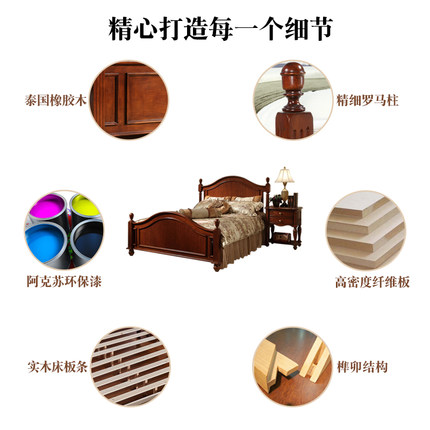 精心打造每一个细节
泰国橡胶木
精细罗马柱
阿克苏环保漆
高密度纤维板
实木床板条
榫卯结构